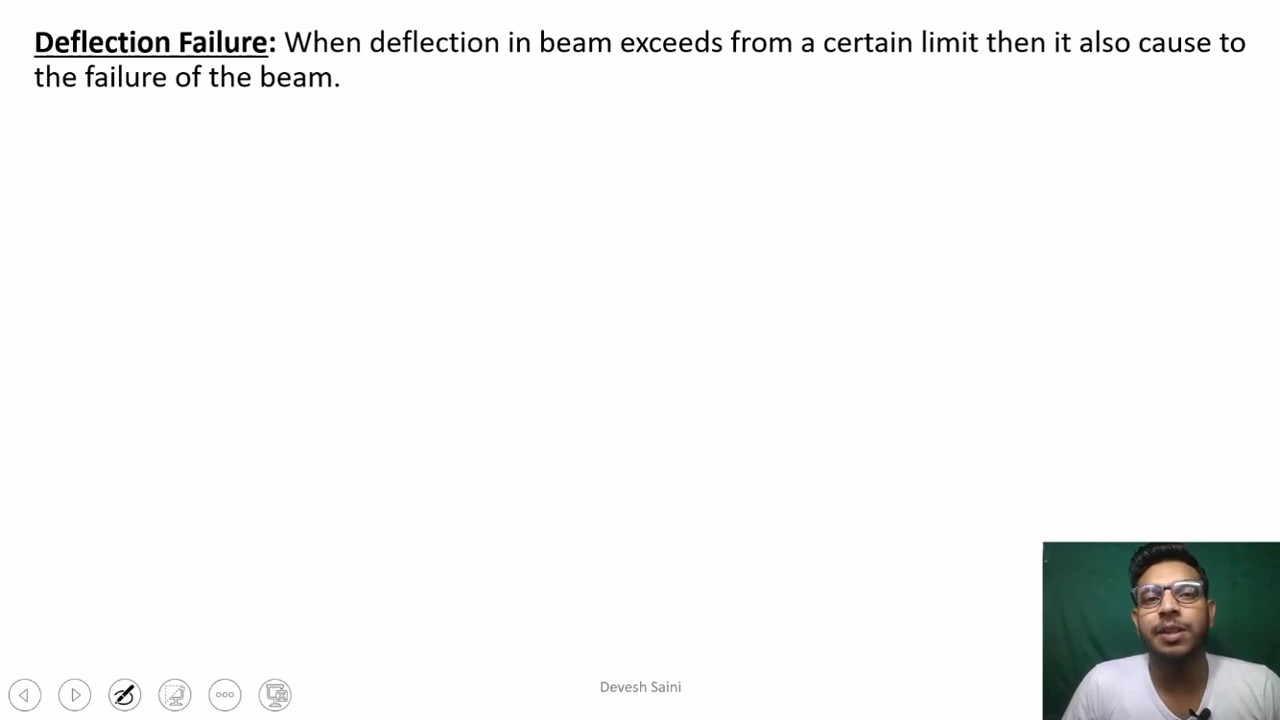 Deflection Failure: When deflection in beam exceeds from a certain limit then it also cause to
the failure of the beam.
Devesh Saini